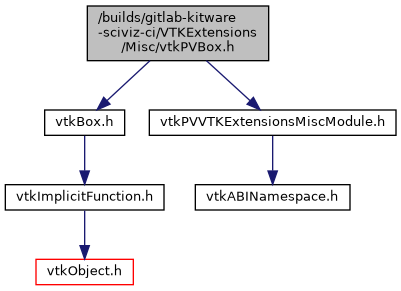 /builds/gitlab-kitware
-sciviz-ci/VTKExtensions
/Misc/vtkPVBox.h
vtkBox.h
vtkPVVTKExtensionsMiscModule.h
vtkImplicitFunction.h
vtkABINamespace.h
vtkObject.h